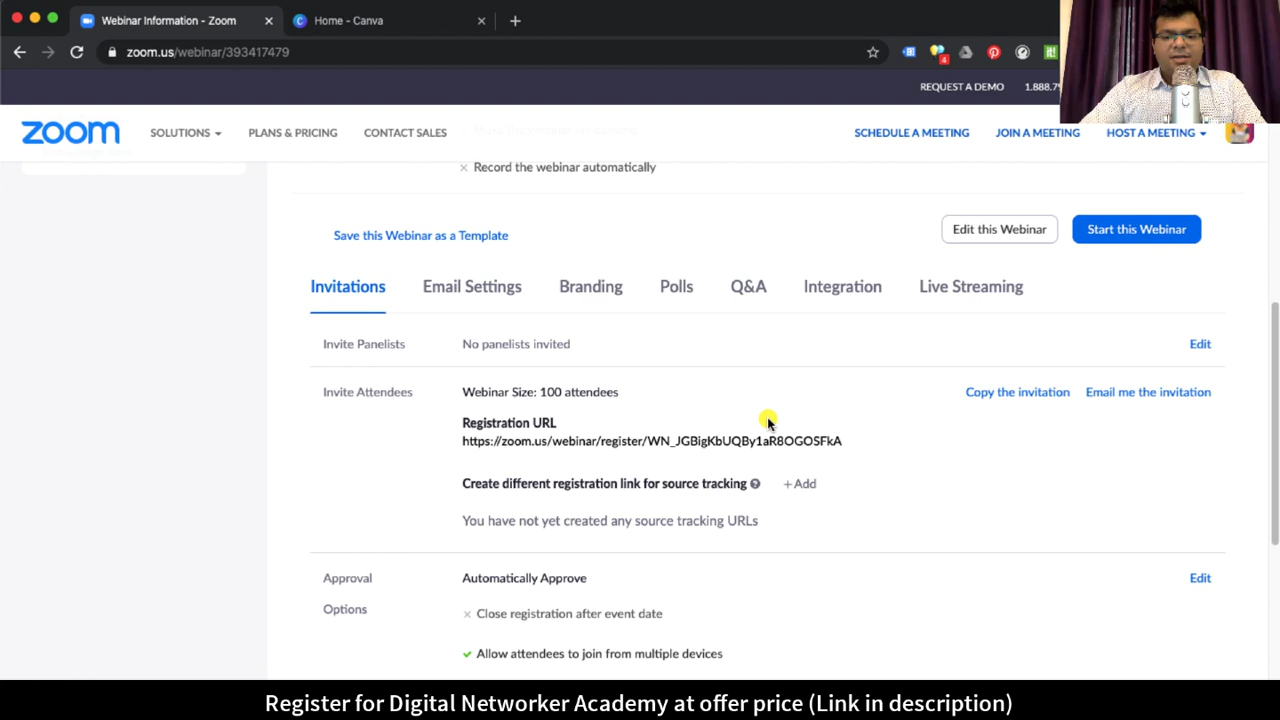 Webinar Information - Zoom
Home - Canva
zoom.us/webinar/393417479
4
REQUEST A DEMO
zoom
SOLUTIONS
PLANS & PRICING
CONTACT SALES
SCHEDULE A MEETING
JOIN A MEETING
HOST A MEETING
Record the webinar automatically
Save this Webinar as a Template
Edit this Webinar
Start this Webinar
Invitations
Email Settings
Branding
Polls
Q&A
Integration
Live Streaming
Invite Panelists
No panelists invited
Edit
Invite Attendees
Webinar Size: 100 attendees
Copy the invitation
Email me the invitation
Registration URL
https://zoom.us/webinar/register/WN_JGBigKbUQBy1aR8OGOSFkA
Create different registration link for source tracking
+ Add
You have not yet created any source tracking URLs
Approval
Automatically Approve
Edit
Options
Close registration after event date
Allow attendees to join from multiple devices
Register for Digital Networker Academy at offer price (Link in description)